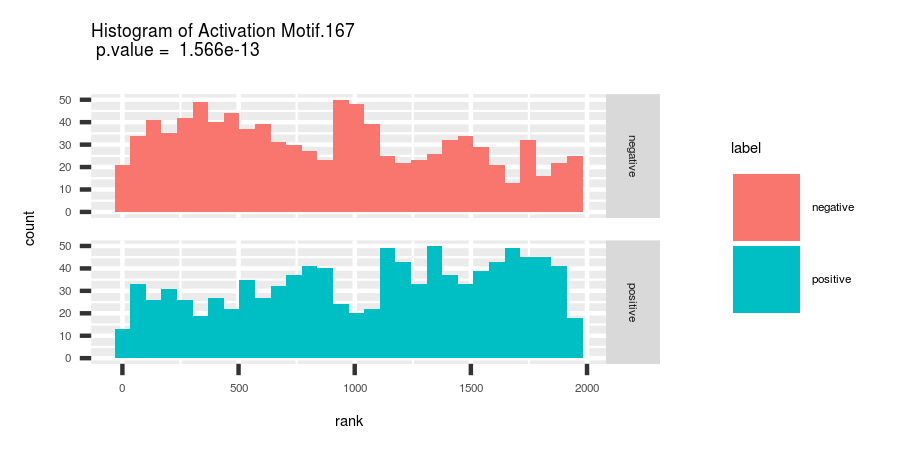 Histogram of Activation Motif.167
p.value = 1.566e-13
50
40
30
20
10
0
negative
50
40
30
20
10
0
positive
0 500 1000 1500 2000
rank
count
label
negative
positive